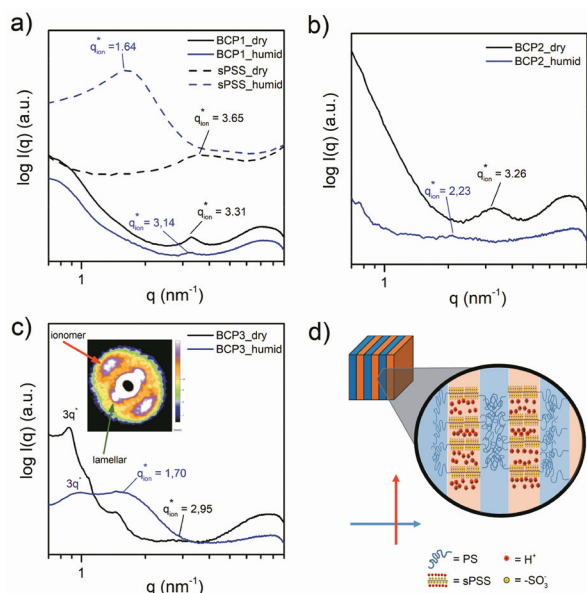 a)
q*ion=1.64
BCP1_dry
BCP1_humid
sPSS_dry
sPSS_humid
q*ion = 3.65
q*ion = 3,14
q*ion = 3.31
log I(q) (a.u.)
1
q (nm⁻¹)
b)
BCP2_dry
BCP2_humid
q*ion = 2,23
q*ion = 3.26
log I(q) (a.u.)
1
q (nm⁻¹)
c)
ionomer
BCP3_dry
BCP3_humid
3q*
lamellar
3q*
q*ion = 1,70
q*ion = 2,95
log I(q) (a.u.)
1
q (nm⁻¹)
d)
= PS
= H⁺
= sPSS
= -SO₃⁻